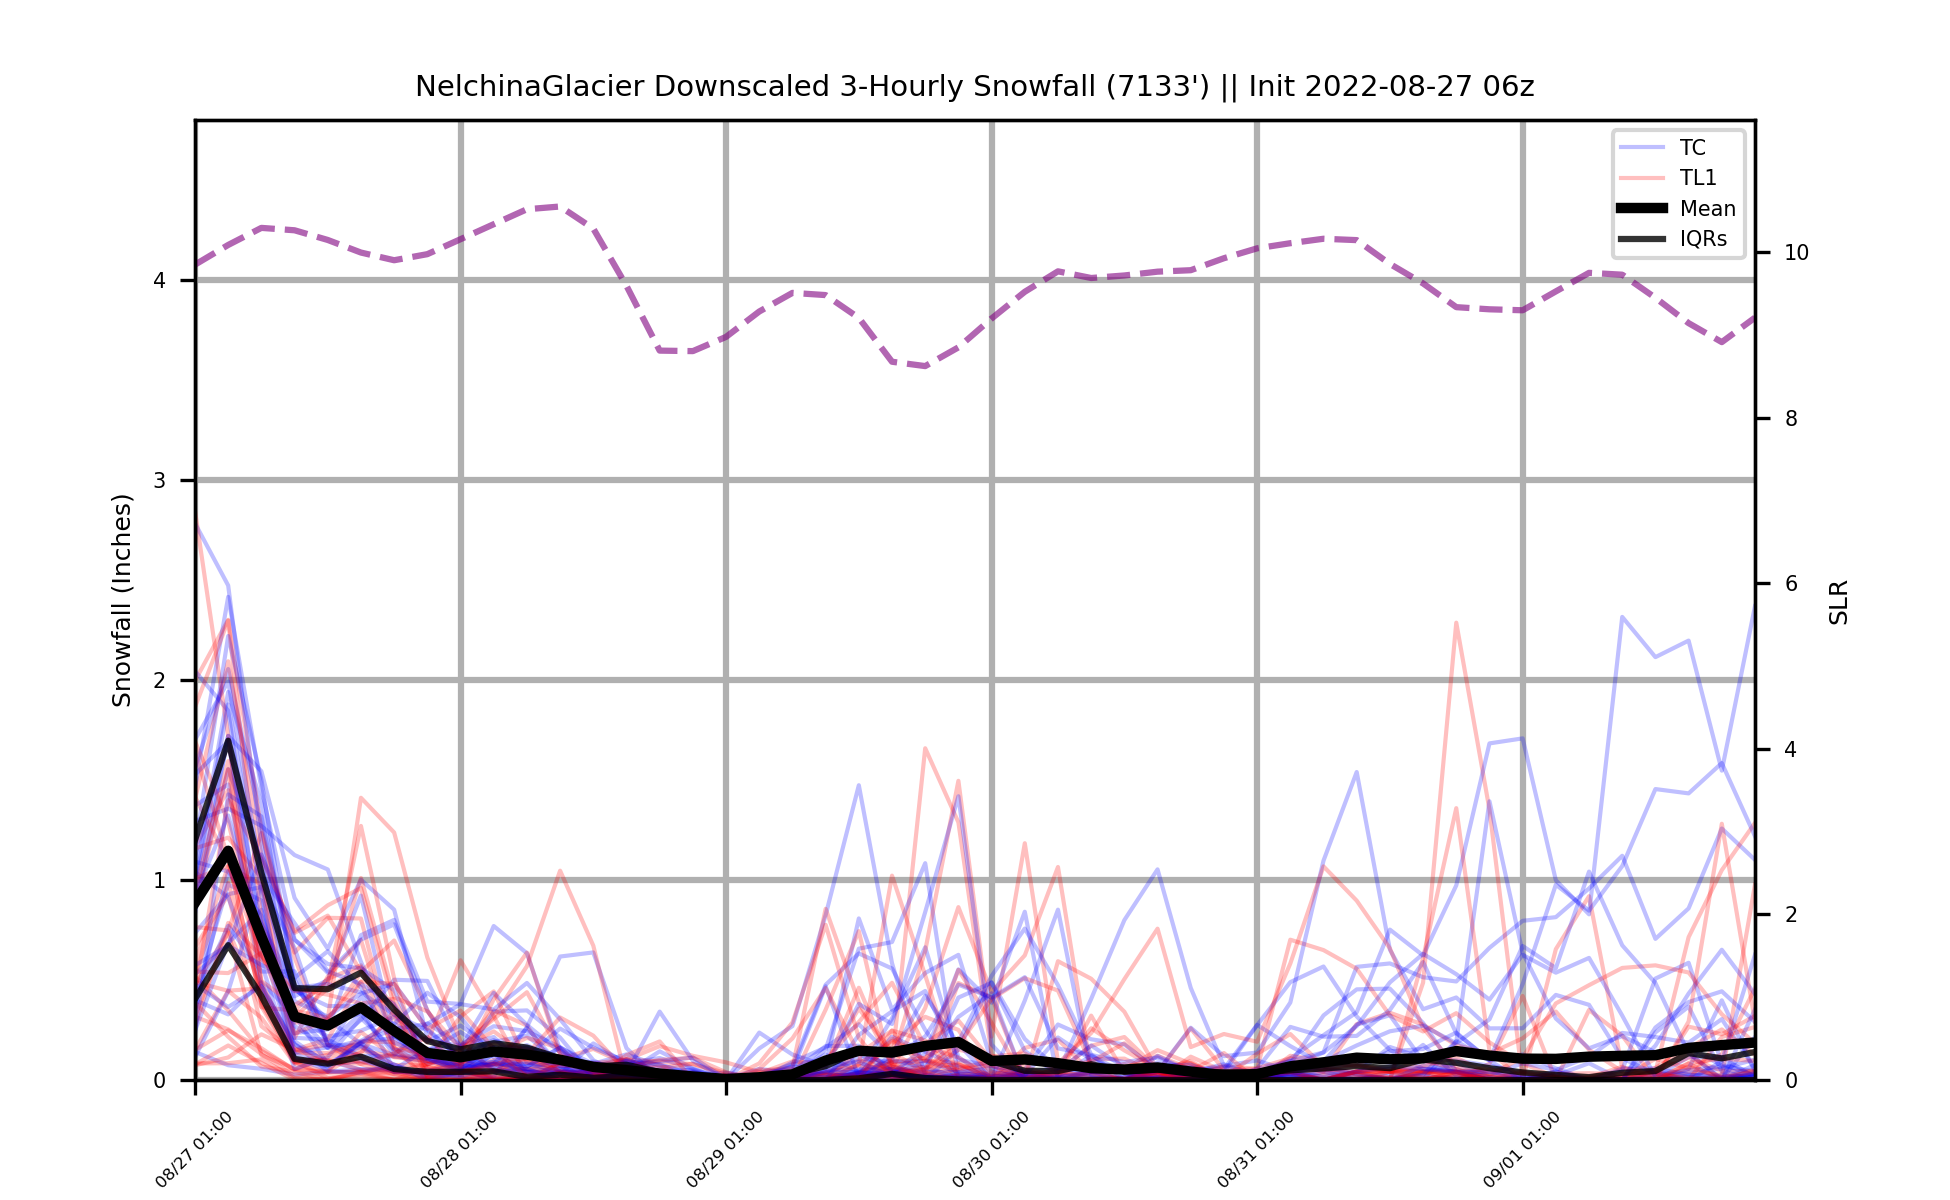 NelchinaGlacier Downscaled 3-Hourly Snowfall (7133') || Init 2022-08-27 06z
TC
TL1
Mean
IQRs
Snowfall (Inches)
4
3
2
1
0
SLR
10
8
6
4
2
0
08/27 01:00
08/28 01:00
08/29 01:00
08/30 01:00
08/31 01:00
09/01 01:00